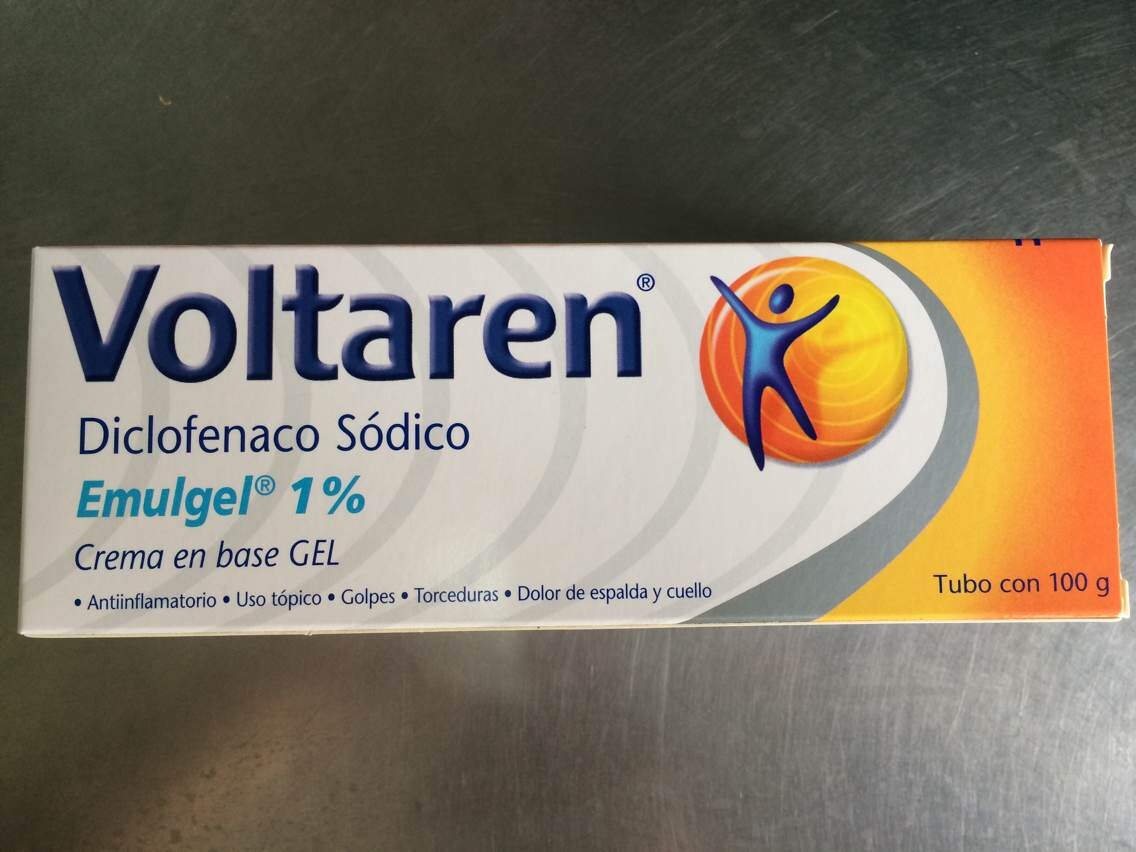 Voltaren®
Diclofenaco Sódico
Emulgel® 1%
Crema en base GEL
• Antiinflamatorio • Uso tópico • Golpes • Torceduras • Dolor de espalda y cuello
Tubo con 100 g